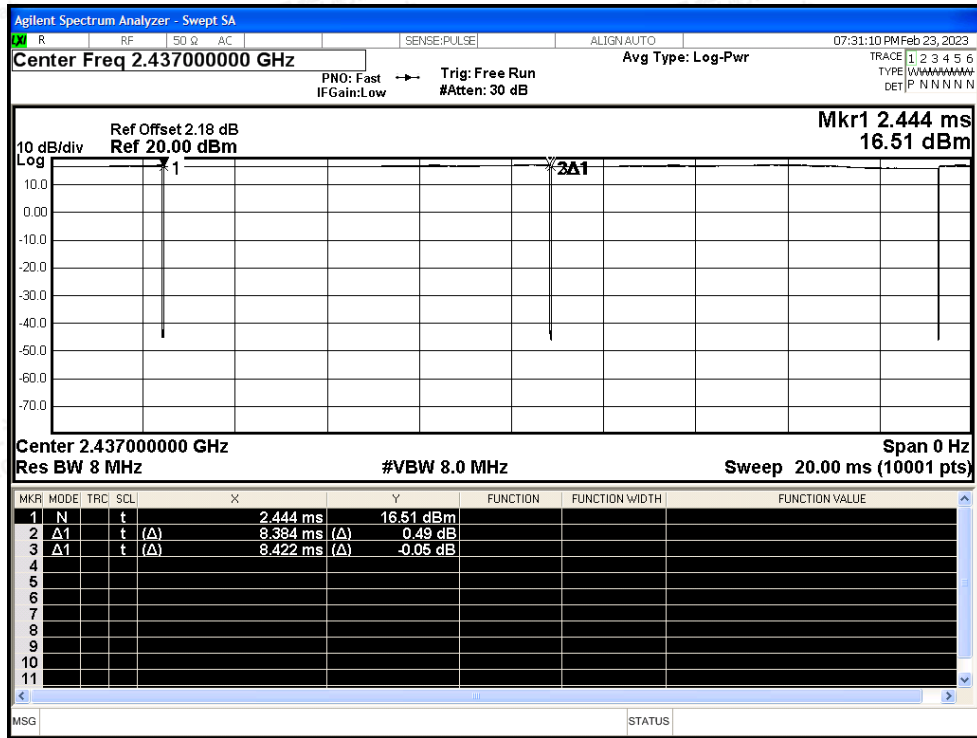 Agilent Spectrum Analyzer - Swept SA
LXI R RF 50 Ω AC SENSE:PULSE ALIGN AUTO 07:31:10 PM Feb 23, 2023
Center Freq 2.437000000 GHz
Avg Type: Log-Pwr
TRACE 1 2 3 4 5 6
PNO: Fast Trig: Free Run
TYPE WWWWWW
IFGain:Low #Atten: 30 dB
DET P N N N N N
Mkr1 2.444 ms
Ref Offset 2.18 dB
10 dB/div Ref 20.00 dBm 16.51 dBm
Log
1
10.0
0.00
-10.0
-20.0
-30.0
-40.0
-50.0
-60.0
-70.0
Center 2.437000000 GHz Span 0 Hz
Res BW 8 MHz #VBW 8.0 MHz Sweep 20.00 ms (10001 pts)
MKR MODE TRC SCL X Y FUNCTION FUNCTION WIDTH FUNCTION VALUE
1 N t 2.444 ms 16.51 dBm
2 Δ1 t (Δ) 8.384 ms (Δ) 0.49 dB
3 Δ1 t (Δ) 8.422 ms (Δ) -0.05 dB
4
5
6
7
8
9
10
11
MSG STATUS